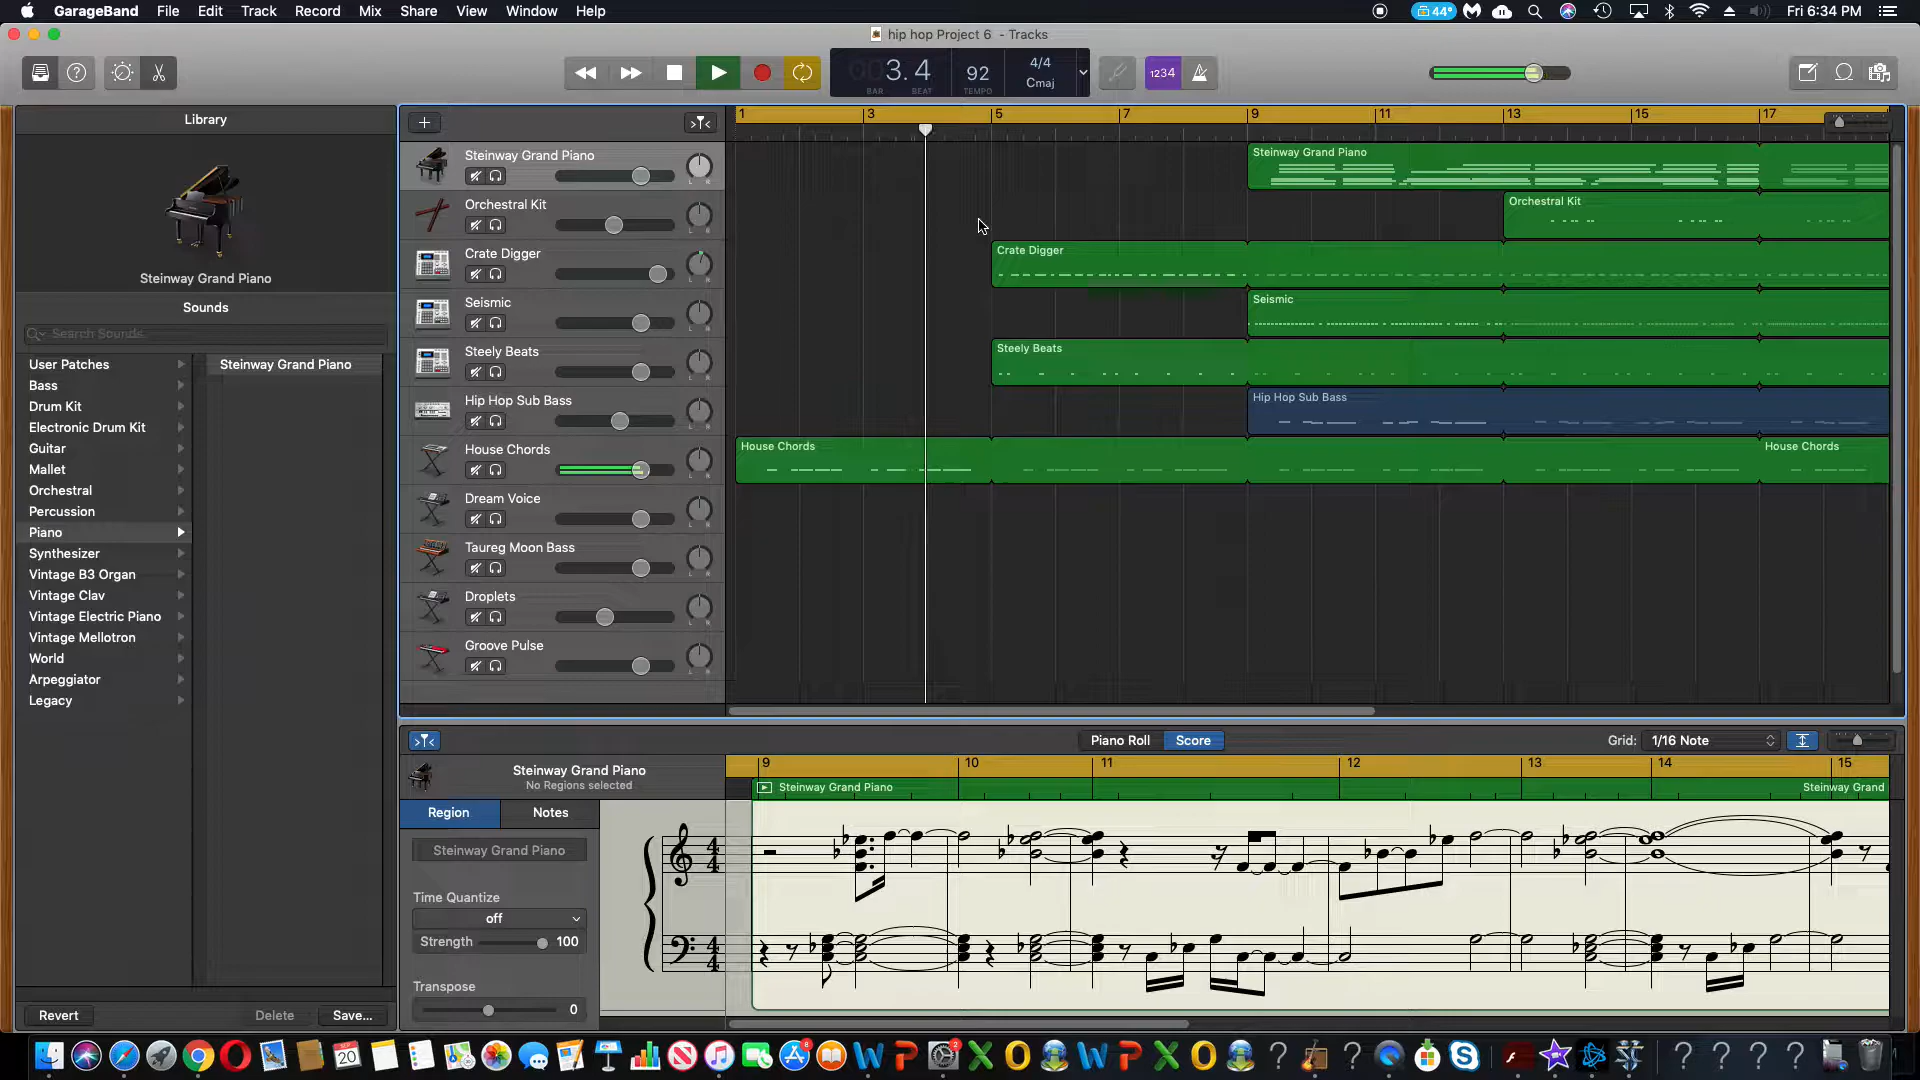 GarageBand File Edit Track Record Mix Share View Window Help
44° Fri 6:34 PM
hip hop Project 6 - Tracks
3. 4 92 4/4 Cmaj 1234
BAR BEAT TEMPO
Library
Steinway Grand Piano
Sounds
Search Sounds
User Patches
Bass
Drum Kit
Electronic Drum Kit
Guitar
Mallet
Orchestral
Percussion
Piano
Synthesizer
Vintage B3 Organ
Vintage Clav
Vintage Electric Piano
Vintage Mellotron
World
Arpeggiator
Legacy
Steinway Grand Piano
Revert Delete Save...
1 3 5 7 9 11 13 15 17
Steinway Grand Piano
Orchestral Kit
Crate Digger
Seismic
Steely Beats
Hip Hop Sub Bass
House Chords
Dream Voice
Taureg Moon Bass
Droplets
Groove Pulse
Steinway Grand Piano
Orchestral Kit
Crate Digger
Seismic
Steely Beats
Hip Hop Sub Bass
House Chords House Chords
Piano Roll Score Grid: 1/16 Note
Steinway Grand Piano
No Regions selected
Region Notes
Steinway Grand Piano
Time Quantize
off
Strength 100
Transpose
0
9 10 11 12 13 14 15
Steinway Grand Piano Steinway Grand
4 4
4 4
SEP 20
8
2